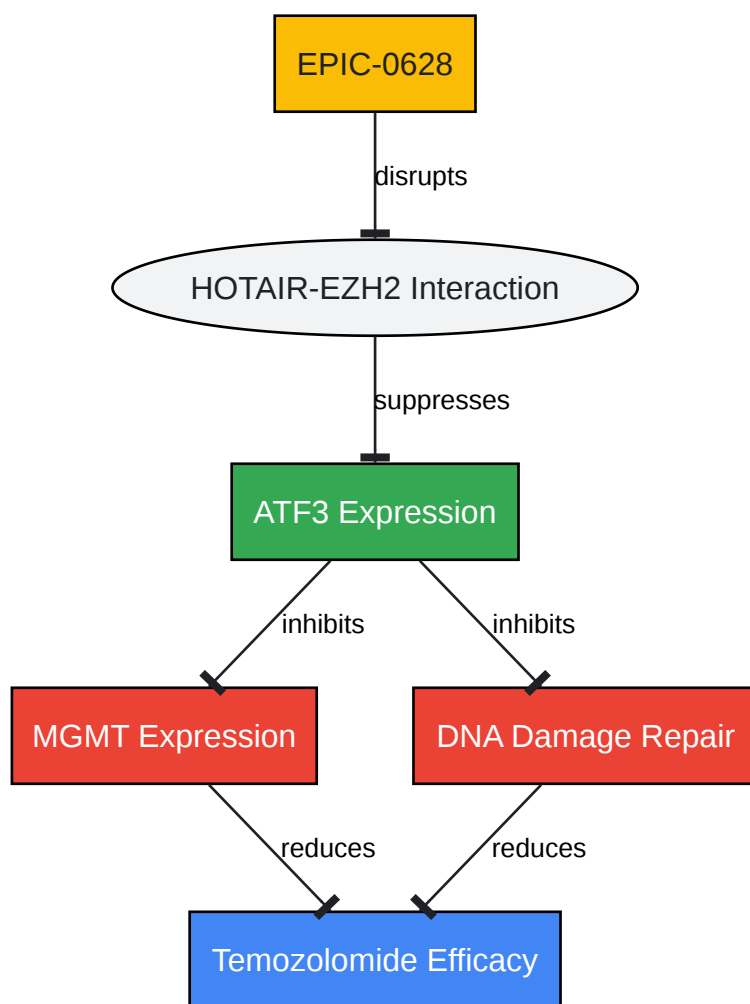 EPIC-0628
disrupts
HOTAIR-EZH2 Interaction
suppresses
ATF3 Expression
inhibits
inhibits
MGMT Expression
DNA Damage Repair
reduces
reduces
Temozolomide Efficacy